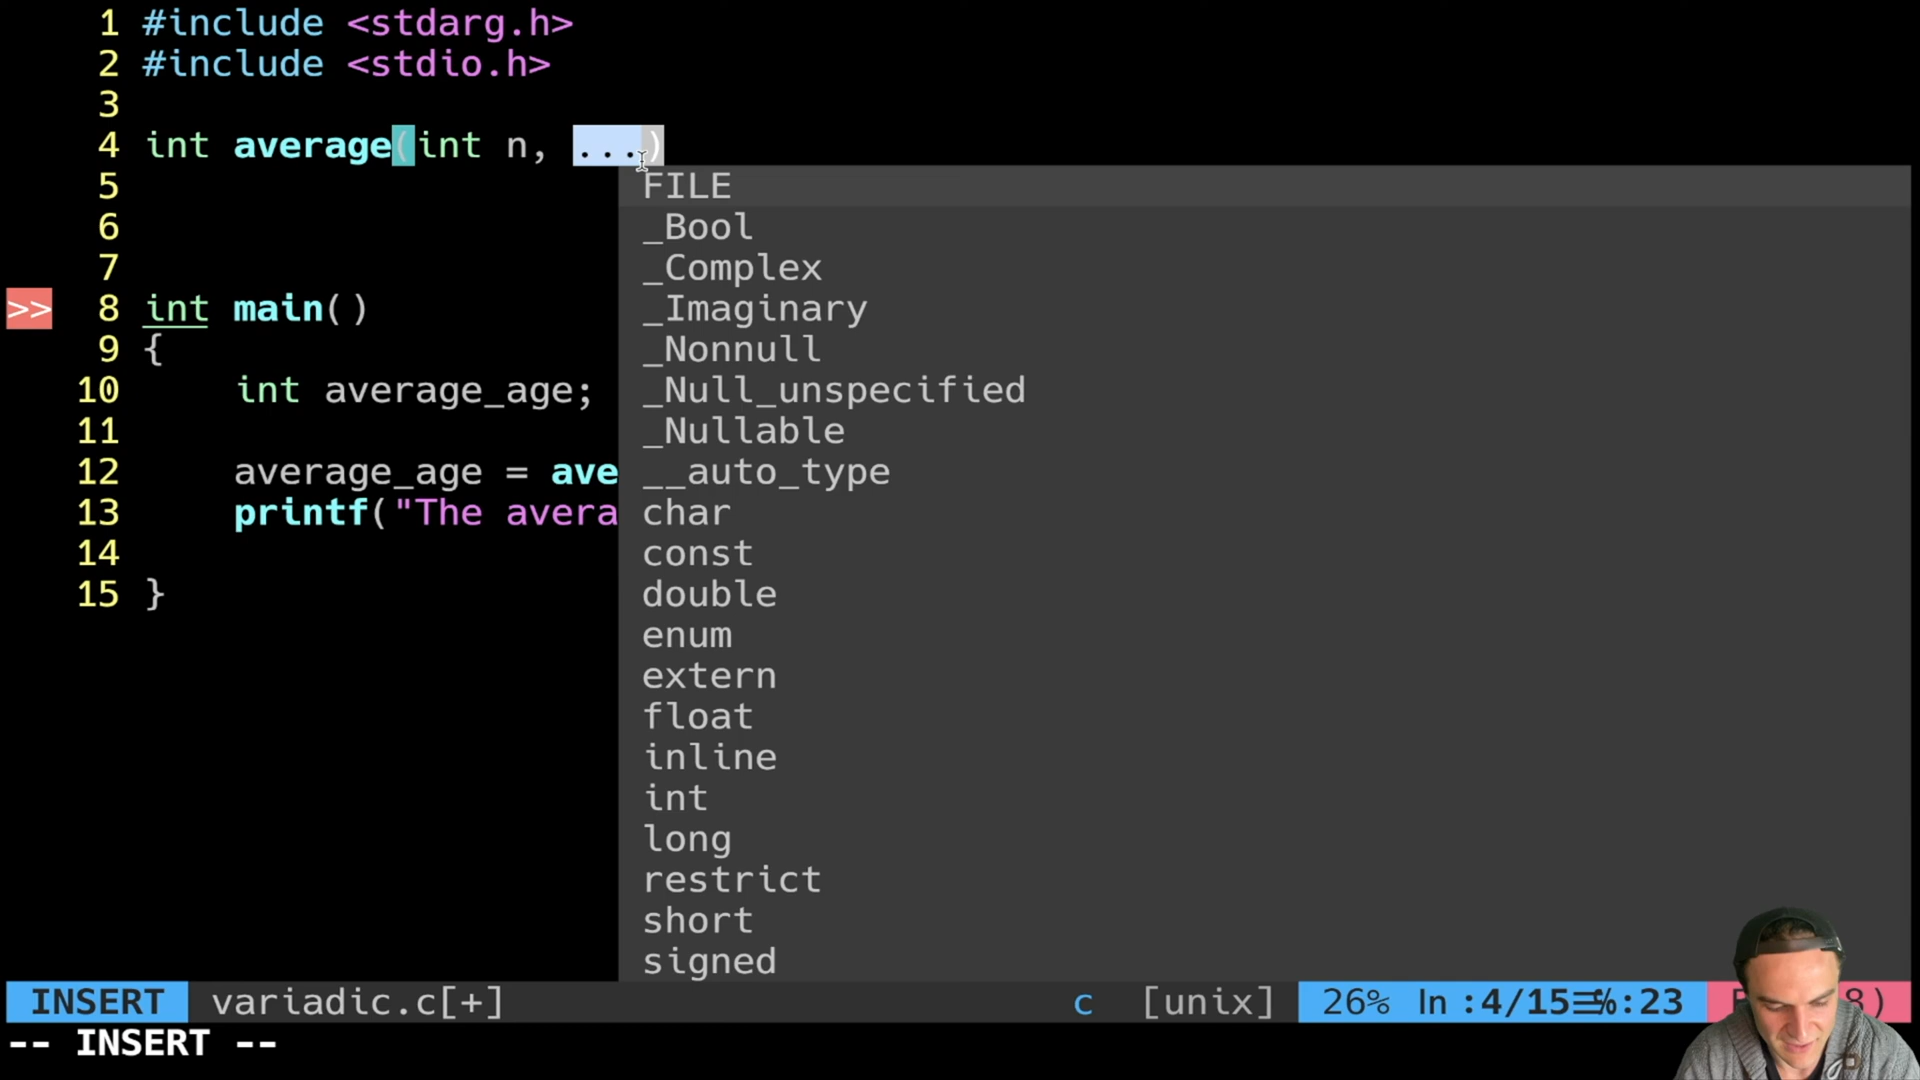 1 #include <stdarg.h>
2 #include <stdio.h>
3
4 int average(int n, ...)
5 FILE
6 _Bool
7 _Complex
>> 8 int main() _Imaginary
9 { _Nonnull
10 int average_age; _Null_unspecified
11 _Nullable
12 average_age = ave __auto_type
13 printf("The avera char
14 const
15 } double
enum
extern
float
inline
int
long
restrict
short
signed
INSERT variadic.c[+] c [unix] 26% ln :4/15 :23 8)
-- INSERT --